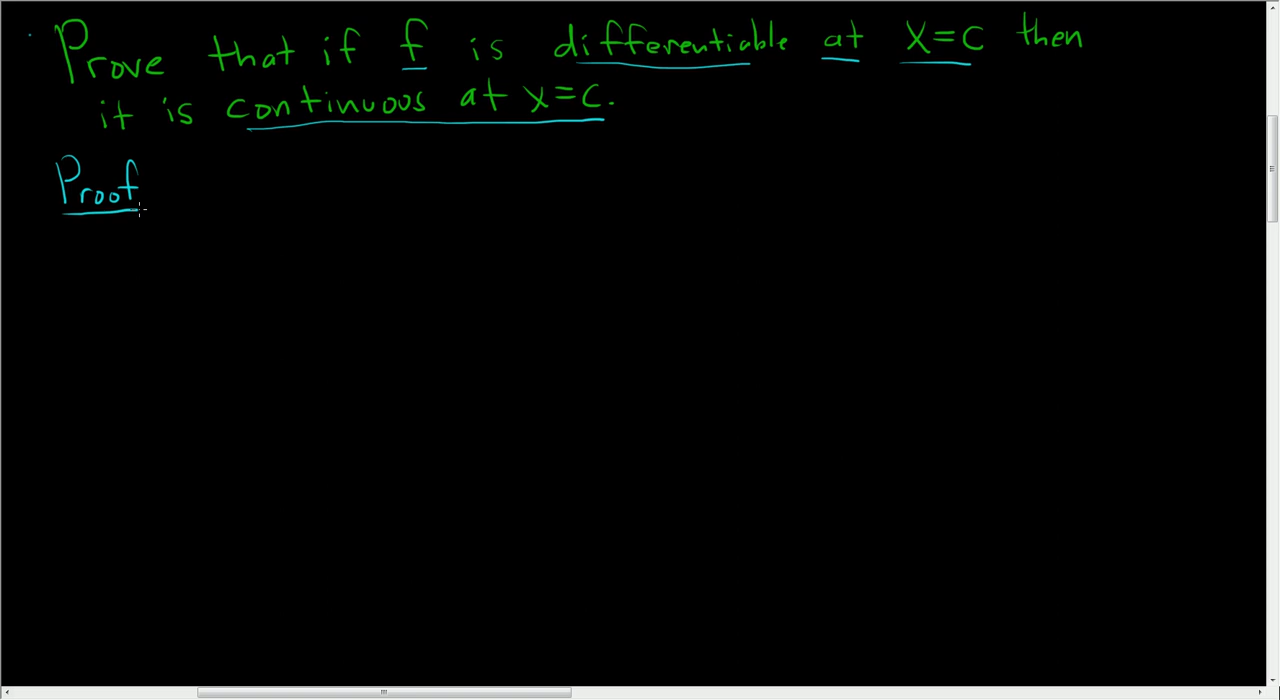 Prove that if f is differentiable at x=c then
it is continuous at x=c.
Proof